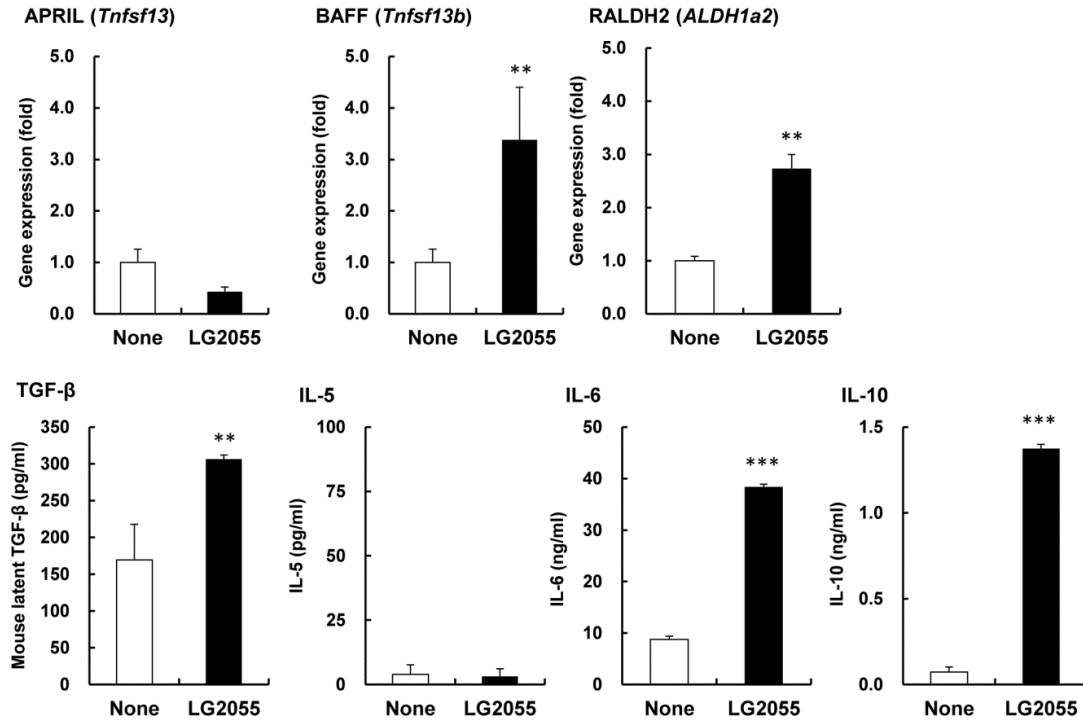 APRIL (Tnfsf13)
Gene expression (fold)
5.0
4.0
3.0
2.0
1.0
0.0
None LG2055
BAFF (Tnfsf13b)
Gene expression (fold)
5.0
4.0
3.0
2.0
1.0
0.0
**
None LG2055
RALDH2 (ALDH1a2)
Gene expression (fold)
5.0
4.0
3.0
2.0
1.0
0.0
**
None LG2055
TGF-β
Mouse latent TGF-β (pg/ml)
350
300
250
200
150
100
50
0
**
None LG2055
IL-5
IL-5 (pg/ml)
100
75
50
25
0
None LG2055
IL-6
IL-6 (ng/ml)
50
40
30
20
10
0
***
None LG2055
IL-10
IL-10 (ng/ml)
1.5
1.2
0.9
0.6
0.3
0.0
***
None LG2055